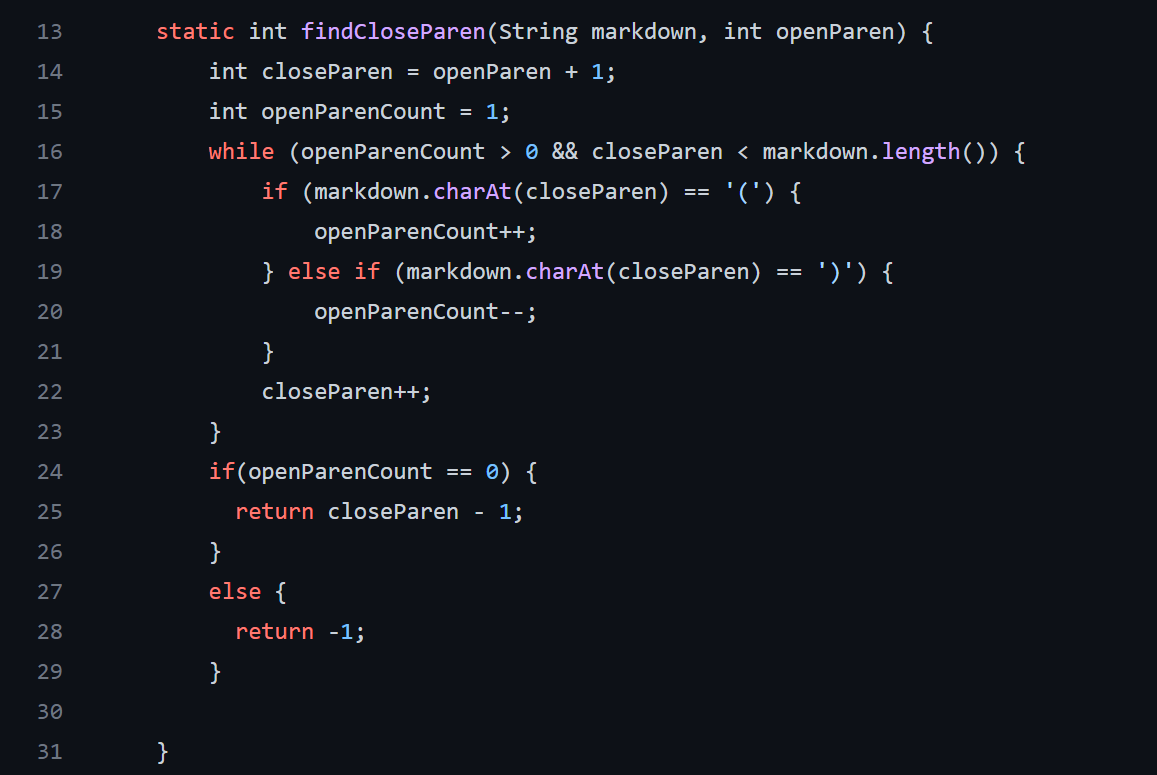 13 static int findCloseParen(String markdown, int openParen) {
14 int closeParen = openParen + 1;
15 int openParenCount = 1;
16 while (openParenCount > 0 && closeParen < markdown.length()) {
17 if (markdown.charAt(closeParen) == '(') {
18 openParenCount++;
19 } else if (markdown.charAt(closeParen) == ')') {
20 openParenCount--;
21 }
22 closeParen++;
23 }
24 if(openParenCount == 0) {
25 return closeParen - 1;
26 }
27 else {
28 return -1;
29 }
30
31 }